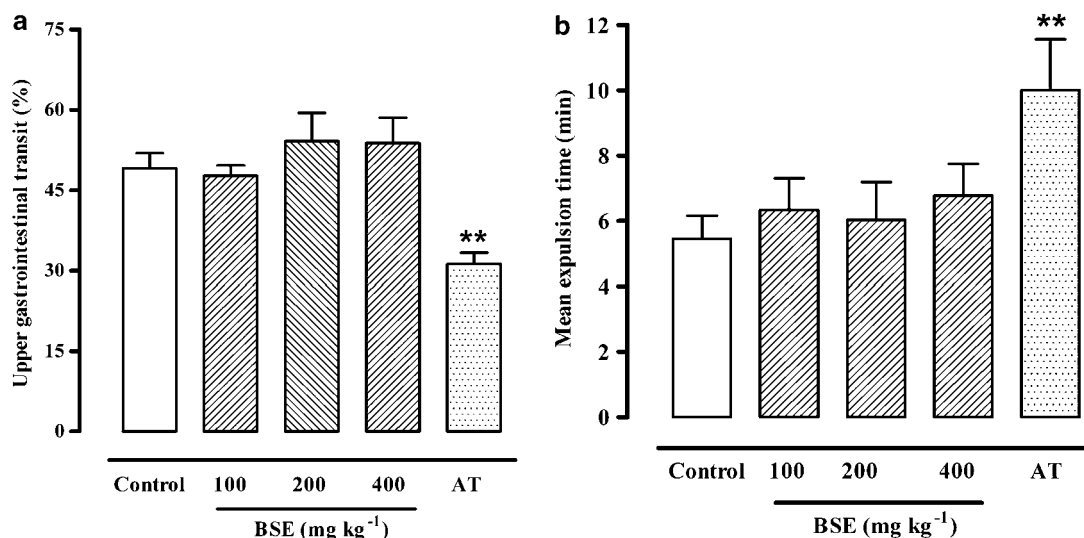 a
Upper gastrointestinal transit (%)
75
60
45
30
15
0
**
Control 100 200 400 AT
BSE (mg kg⁻¹)
b
Mean expulsion time (min)
12
10
8
6
4
2
0
**
Control 100 200 400 AT
BSE (mg kg⁻¹)